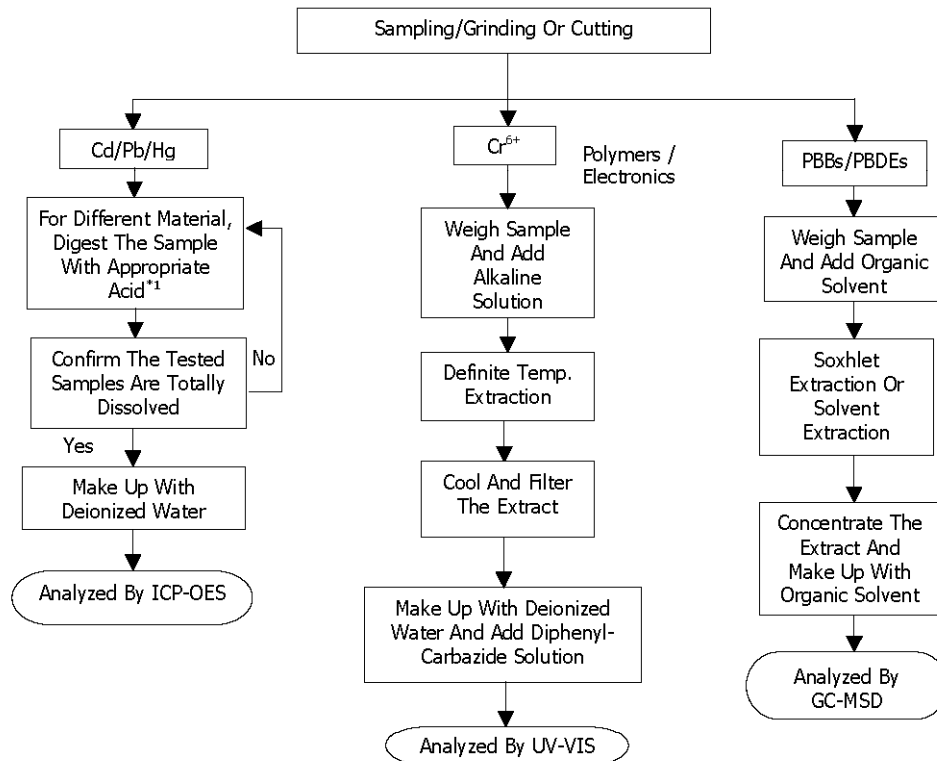 Sampling/Grinding Or Cutting
Cd/Pb/Hg
For Different Material,
Digest The Sample
With Appropriate
Acid*1
Confirm The Tested
Samples Are Totally
Dissolved
No
Yes
Make Up With
Deionized Water
Analyzed By ICP-OES
Cr6+
Polymers /
Electronics
Weigh Sample
And Add
Alkaline
Solution
Definite Temp.
Extraction
Cool And Filter
The Extract
Make Up With Deionized
Water And Add Diphenyl-
Carbazide Solution
Analyzed By UV-VIS
PBBs/PBDEs
Weigh Sample
And Add Organic
Solvent
Soxhlet
Extraction Or
Solvent
Extraction
Concentrate The
Extract And
Make Up With
Organic Solvent
Analyzed By
GC-MSD